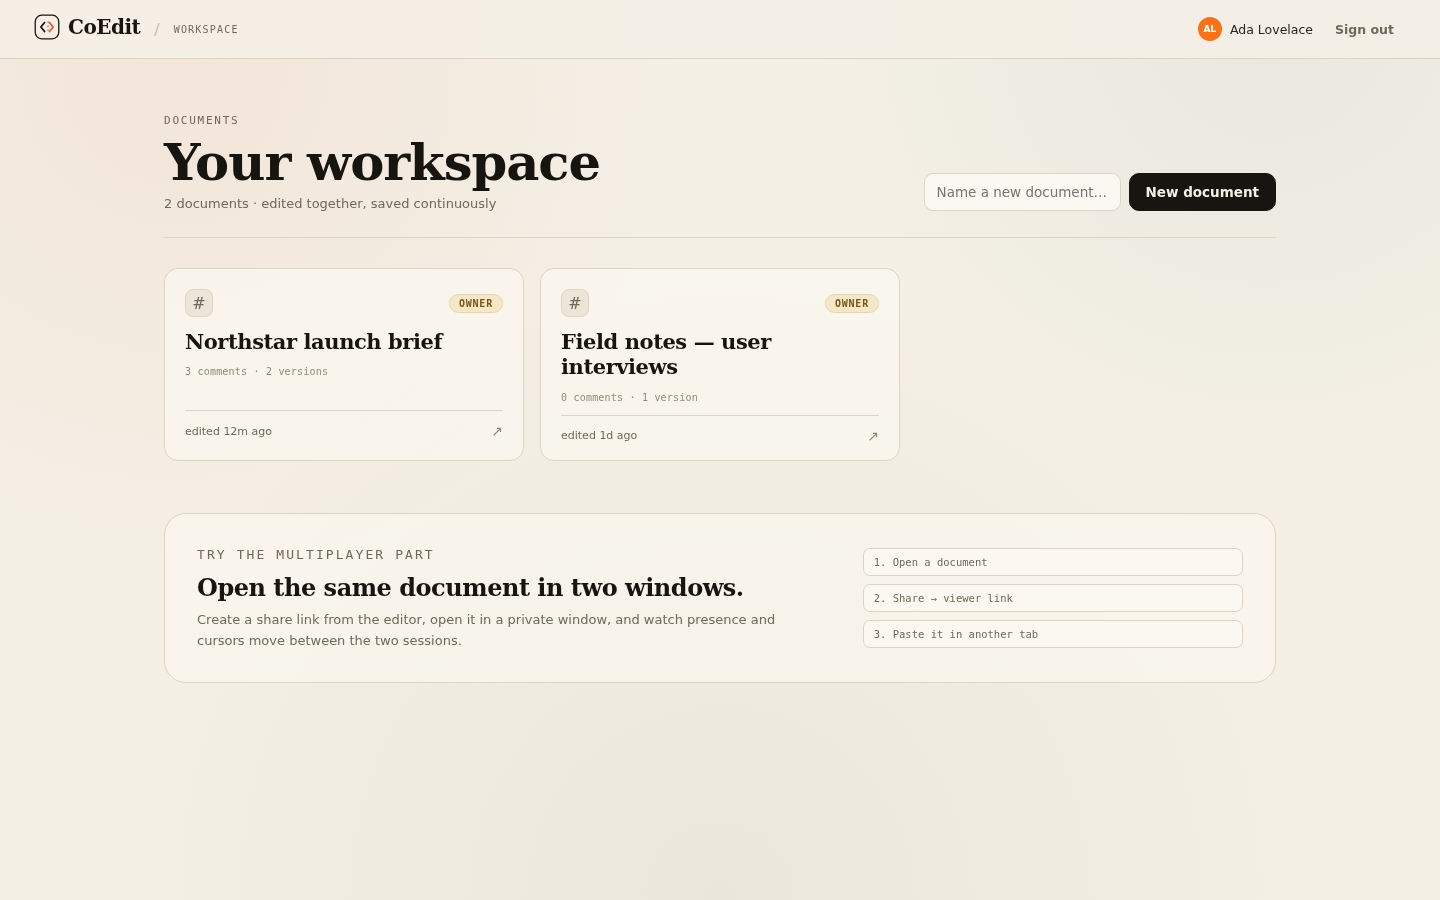 CoEdit / WORKSPACE
AL Ada Lovelace Sign out
DOCUMENTS
Your workspace
2 documents · edited together, saved continuously
Name a new document... New document
# OWNER
Northstar launch brief
3 comments · 2 versions
edited 12m ago ↗
# OWNER
Field notes — user
interviews
0 comments · 1 version
edited 1d ago ↗
TRY THE MULTIPLAYER PART
Open the same document in two windows.
Create a share link from the editor, open it in a private window, and watch presence and
cursors move between the two sessions.
1. Open a document
2. Share → viewer link
3. Paste it in another tab